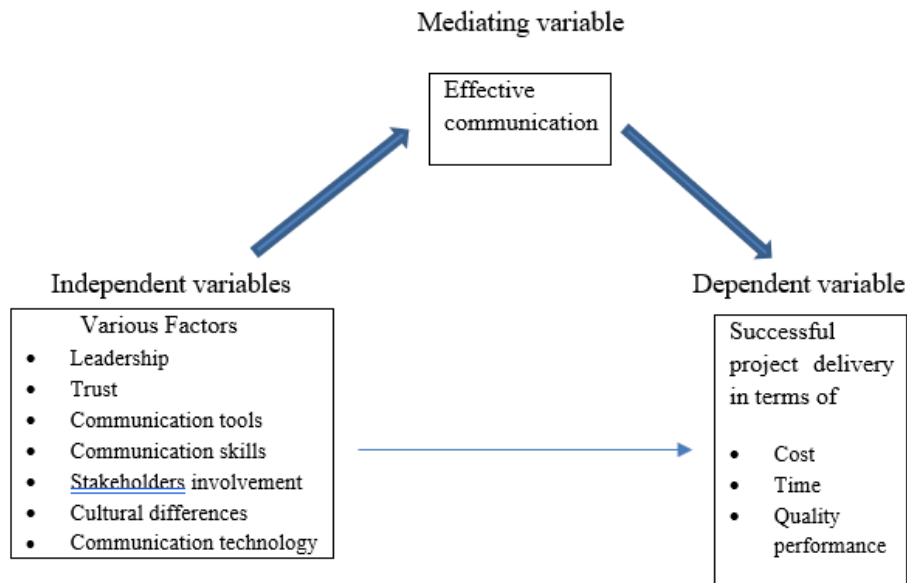 Mediating variable
Effective
communication
Independent variables
Various Factors
• Leadership
• Trust
• Communication tools
• Communication skills
• Stakeholders involvement
• Cultural differences
• Communication technology
Dependent variable
Successful
project delivery
in terms of
• Cost
• Time
• Quality
performance